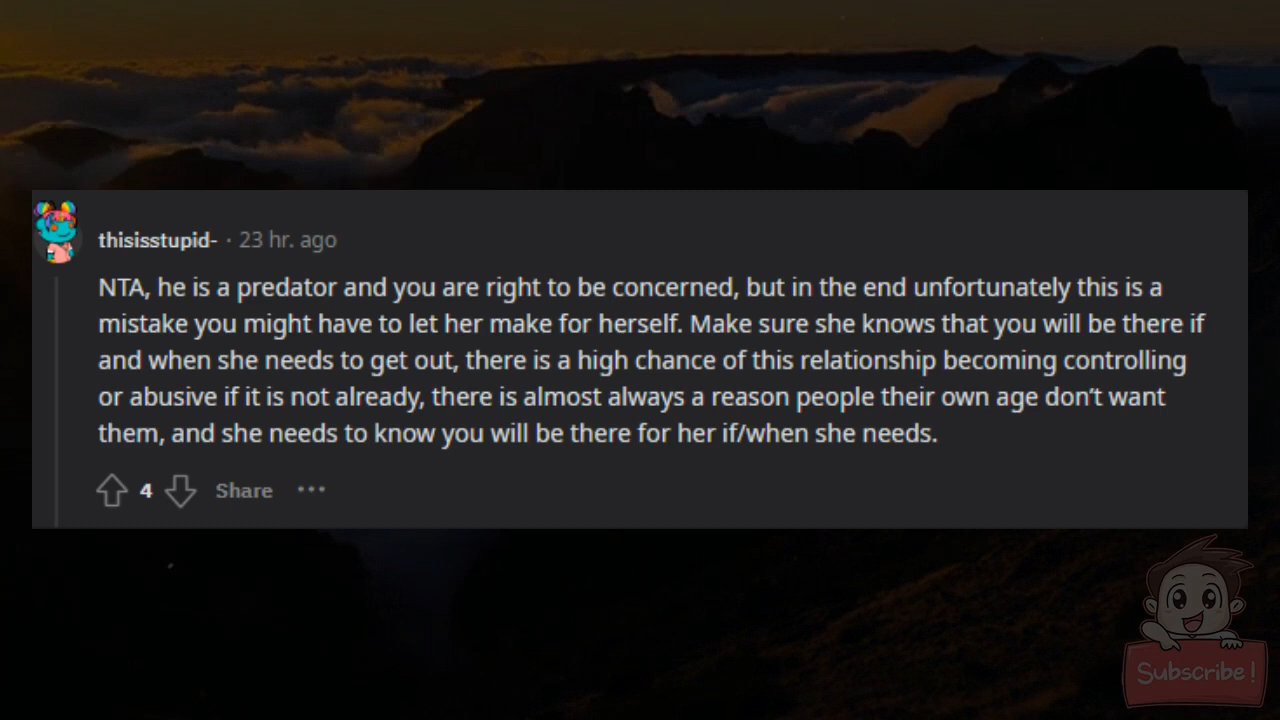 thisisstupid- · 23 hr. ago
NTA, he is a predator and you are right to be concerned, but in the end unfortunately this is a
mistake you might have to let her make for herself. Make sure she knows that you will be there if
and when she needs to get out, there is a high chance of this relationship becoming controlling
or abusive if it is not already, there is almost always a reason people their own age don’t want
them, and she needs to know you will be there for her if/when she needs.
4 Share ···
Subscribe!